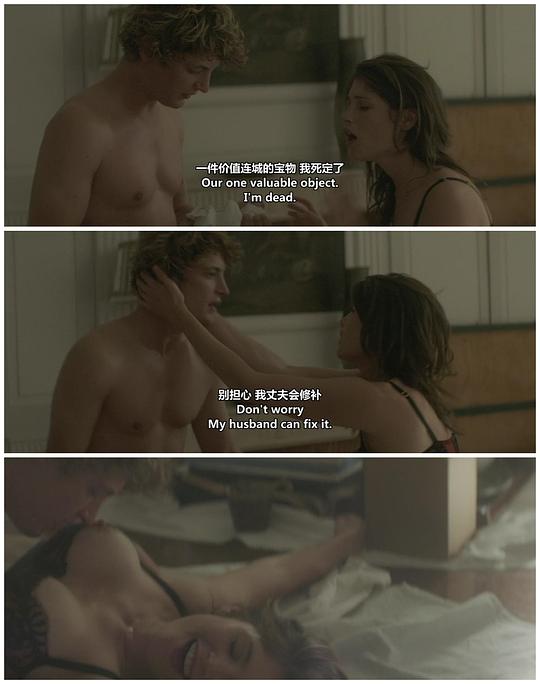 一件价值连城的宝物 我死定了
Our one valuable object.
I'm dead.
别担心 我丈夫会修补
Don't worry
My husband can fix it.